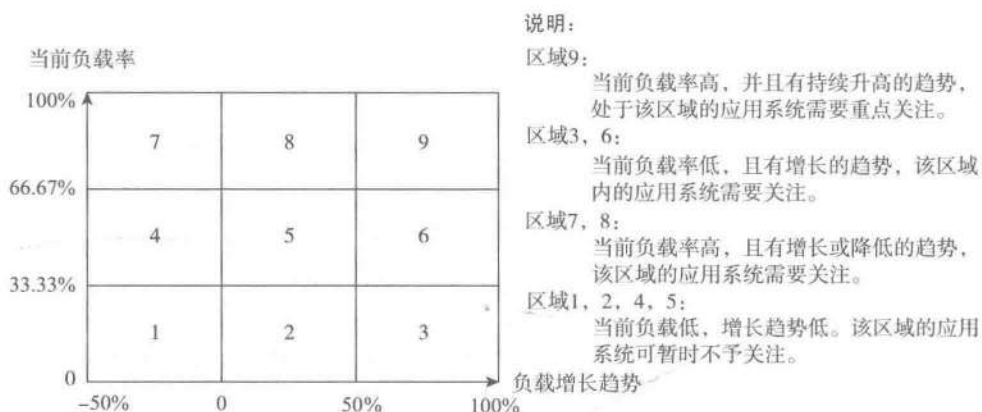 当前负载率
100%
7 8 9
66.67%
4 5 6
33.33%
1 2 3
0
-50% 0 50% 100%
负载增长趋势
说明：
区域9：
当前负载率高，并且有持续升高的趋势，
处于该区域的应用系统需要重点关注。
区域3，6：
当前负载率低，且有增长的趋势，该区域
内的应用系统需要关注。
区域7，8：
当前负载率高，且有增长或降低的趋势，
该区域的应用系统需要关注。
区域1，2，4，5：
当前负载低，增长趋势低。该区域的应用
系统可暂时不予关注。